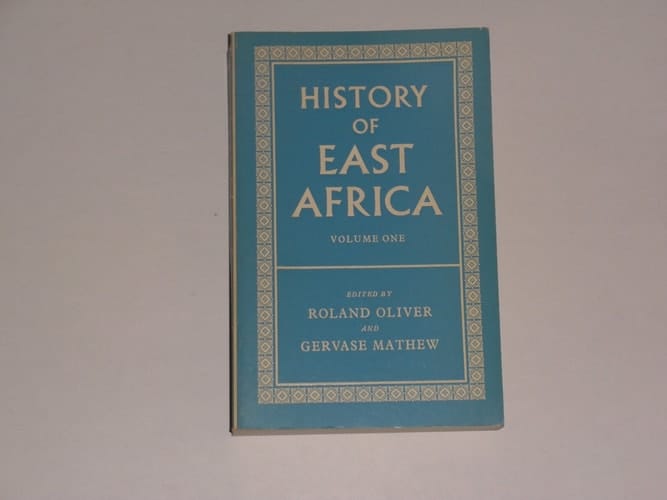 HISTORY
OF
EAST
AFRICA
VOLUME ONE
EDITED BY
ROLAND OLIVER
AND
GERVASE MATHEW